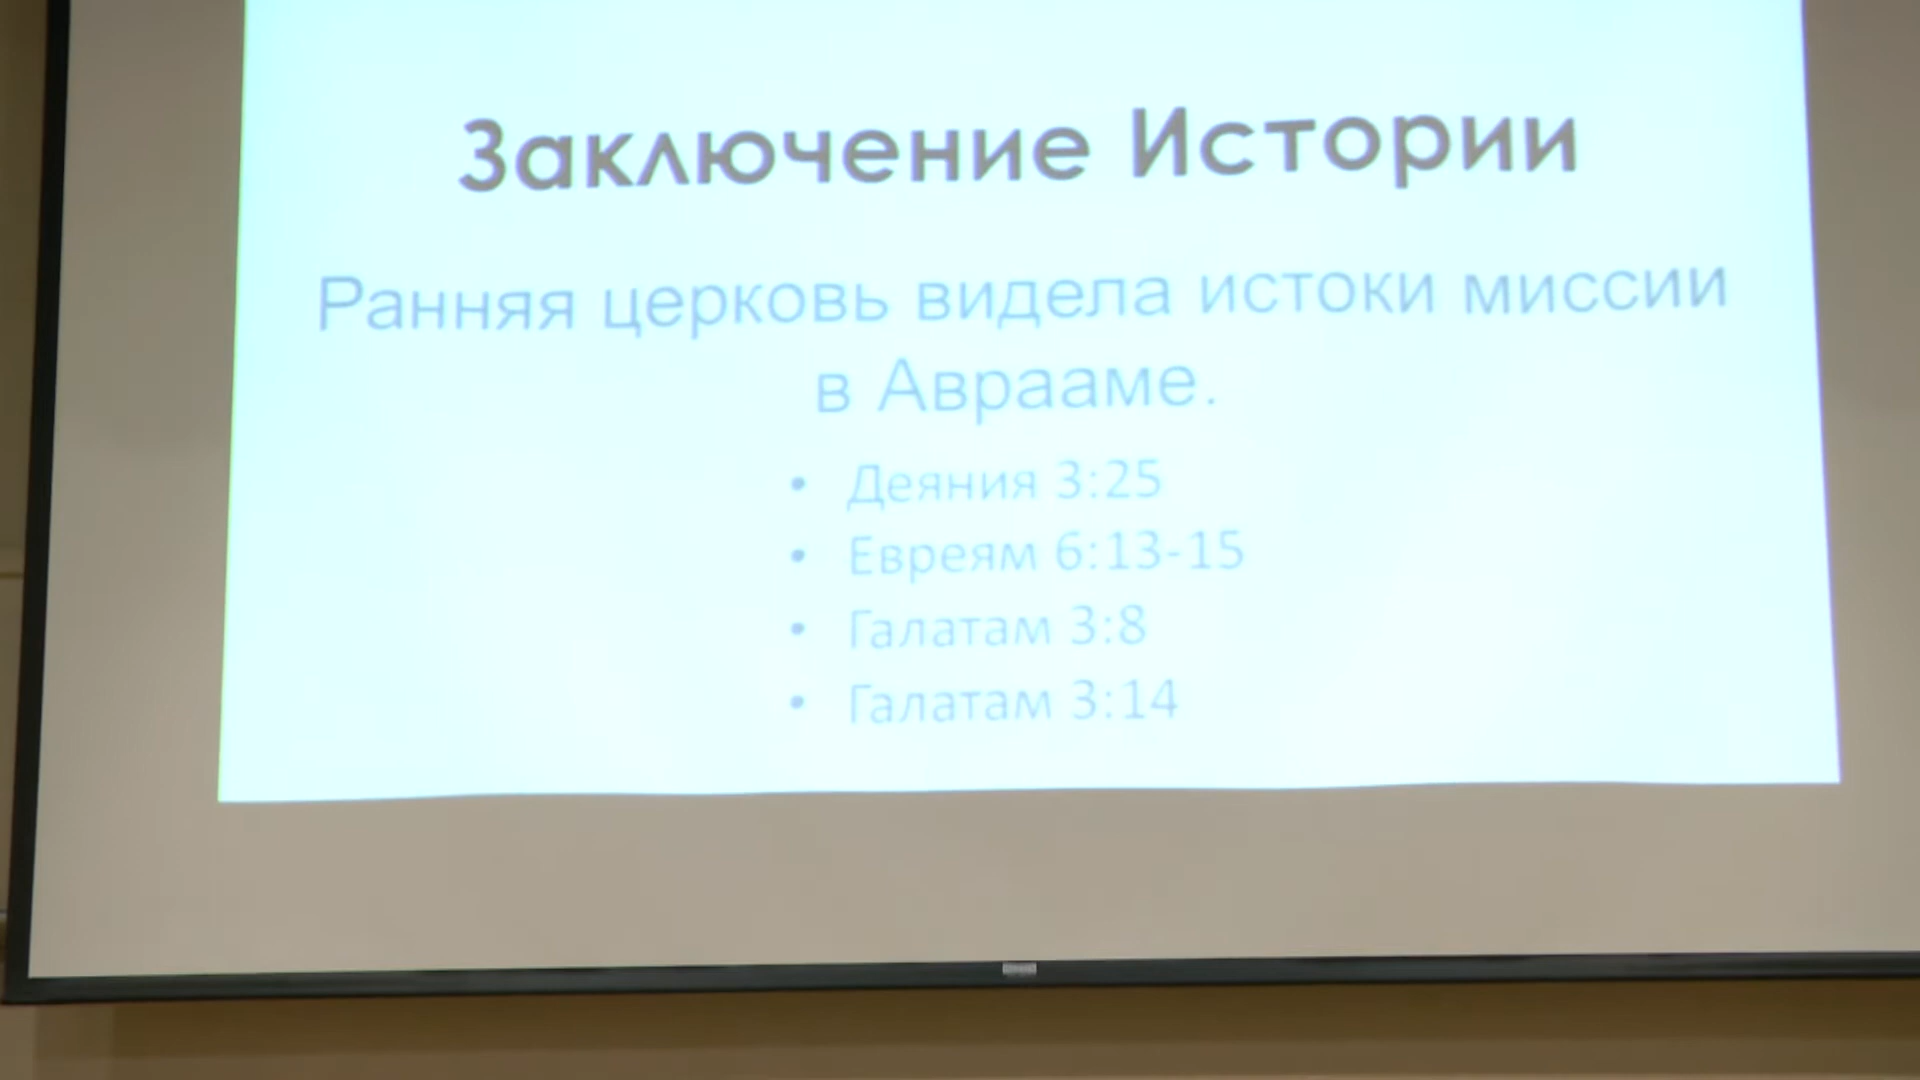 Заключение Истории
Ранняя церковь видела истоки миссии
в Аврааме.
• Деяния 3:25
• Евреям 6:13-15
• Галатам 3:8
• Галатам 3:14